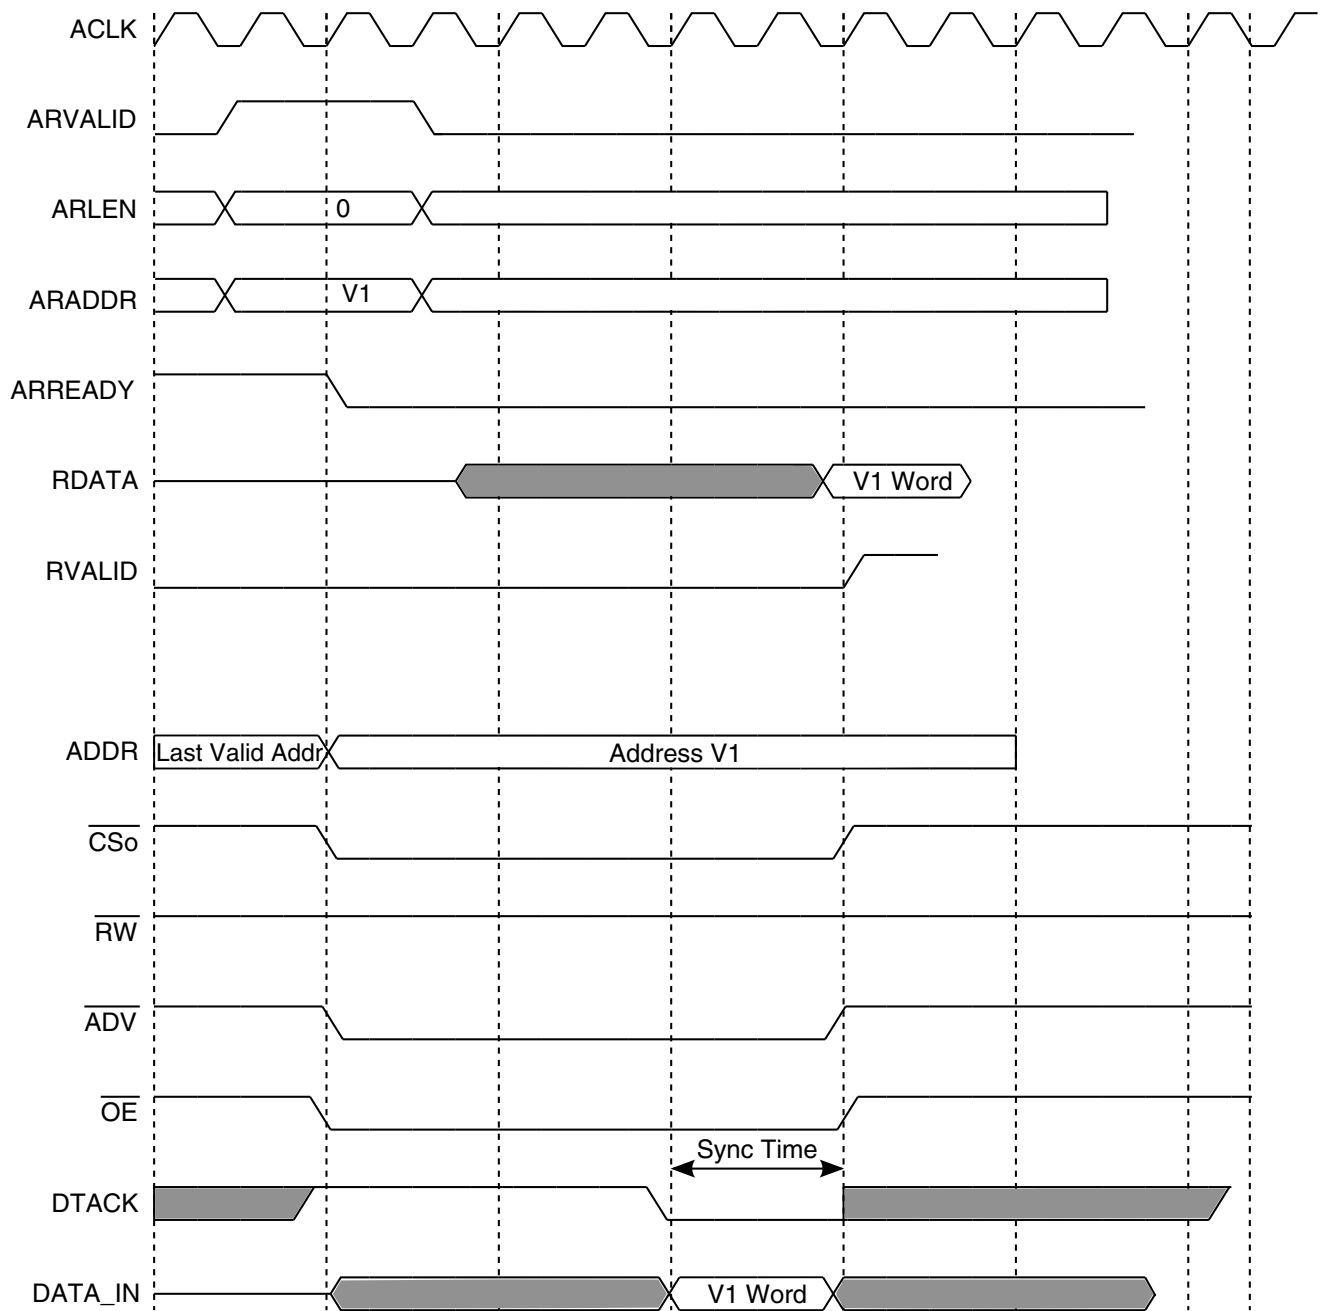 ACLK
ARVALID
ARLEN
0
ARADDR
V1
ARREADY
RDATA
V1 Word
RVALID
ADDR
Last Valid Addr
Address V1
CSo
RW
ADV
OE
Sync Time
DTACK
DATA_IN
V1 Word